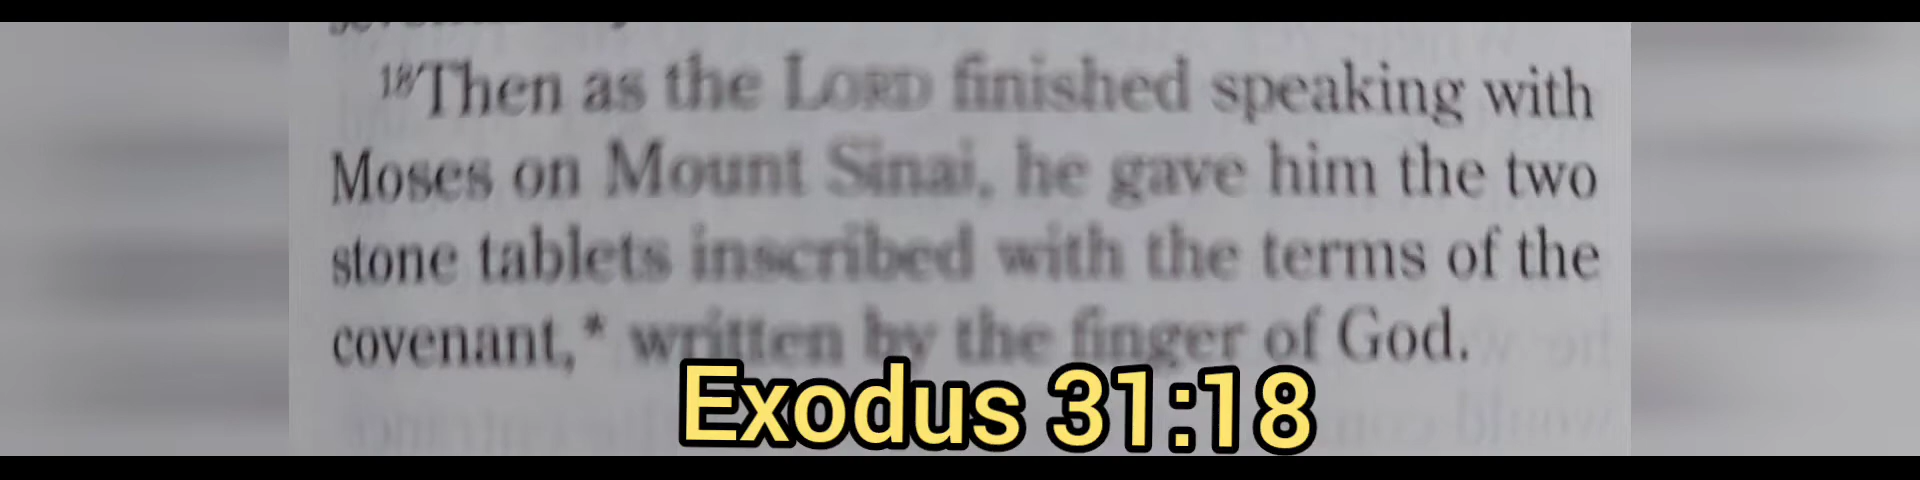 18Then as the LORD finished speaking with
Moses on Mount Sinai, he gave him the two
stone tablets inscribed with the terms of the
covenant,* written by the finger of God.
Exodus 31:18